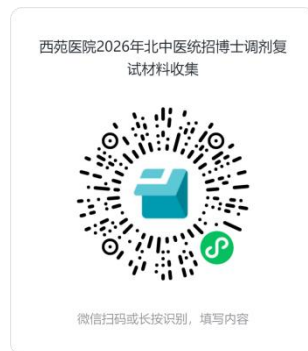 西苑医院2026年北中医统招博士调剂复
试材料收集
微信扫码或长按识别，填写内容